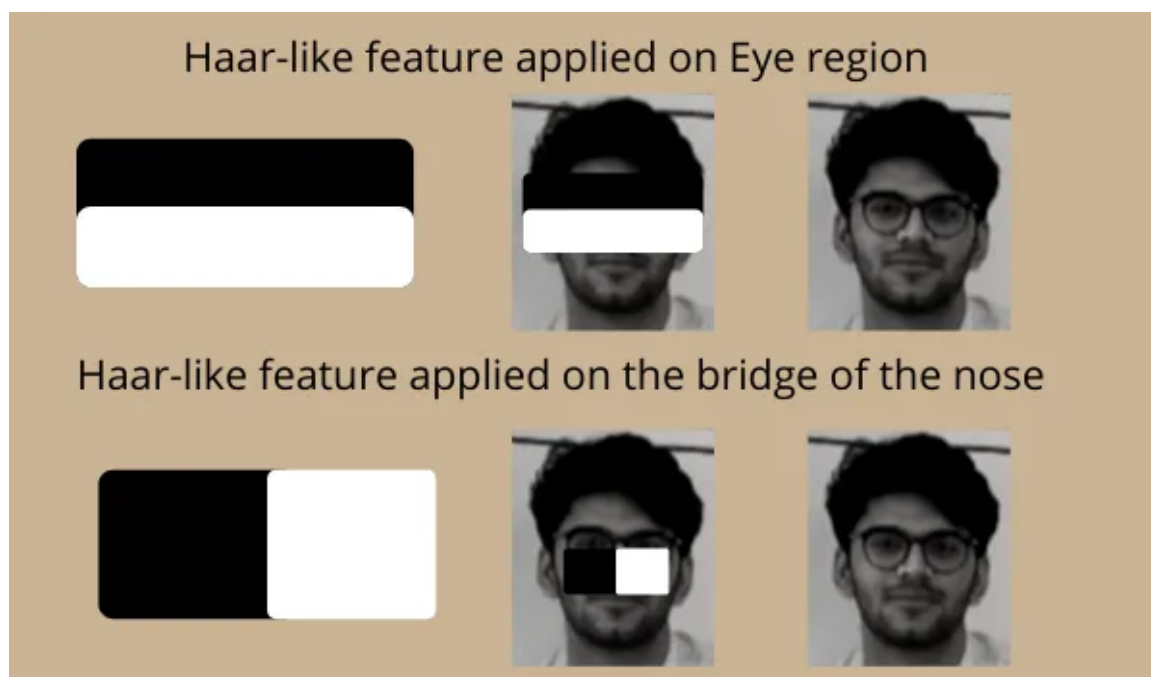 Haar-like feature applied on Eye region
Haar-like feature applied on the bridge of the nose